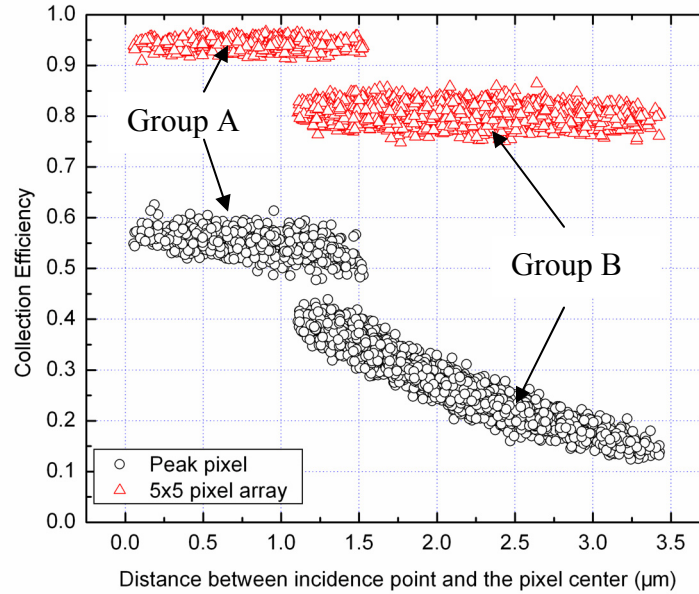 1.0
0.9
0.8
0.7
0.6
0.5
0.4
0.3
0.2
0.1
0.0
Collection Efficiency
Group A
Group B
Peak pixel
5x5 pixel array
0.0 0.5 1.0 1.5 2.0 2.5 3.0 3.5
Distance between incidence point and the pixel center (µm)